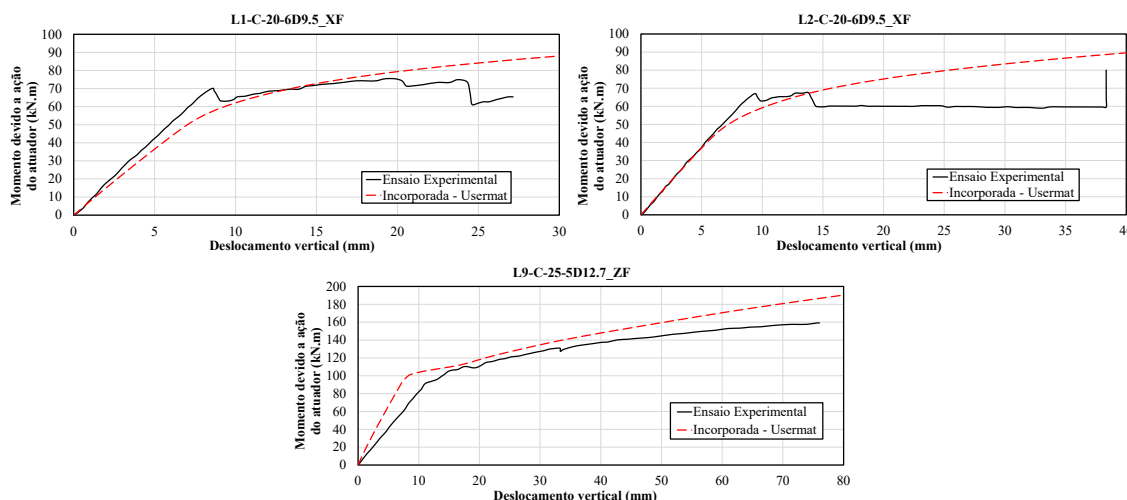 L1-C-20-6D9.5_XF
Momento devido a ação
do atuador (kN.m)
100
90
80
70
60
50
40
30
20
10
0
Ensaio Experimental
Incorporada - Usermat
0 5 10 15 20 25 30
Deslocamento vertical (mm)
L2-C-20-6D9.5_XF
Momento devido a ação
do atuador (kN.m)
100
90
80
70
60
50
40
30
20
10
0
Ensaio Experimental
Incorporada - Usermat
0 5 10 15 20 25 30 35 40
Deslocamento vertical (mm)
L9-C-25-5D12.7_ZF
Momento devido a ação
do atuador (kN.m)
200
180
160
140
120
100
80
60
40
20
0
Ensaio Experimental
Incorporada - Usermat
0 10 20 30 40 50 60 70 80
Deslocamento vertical (mm)